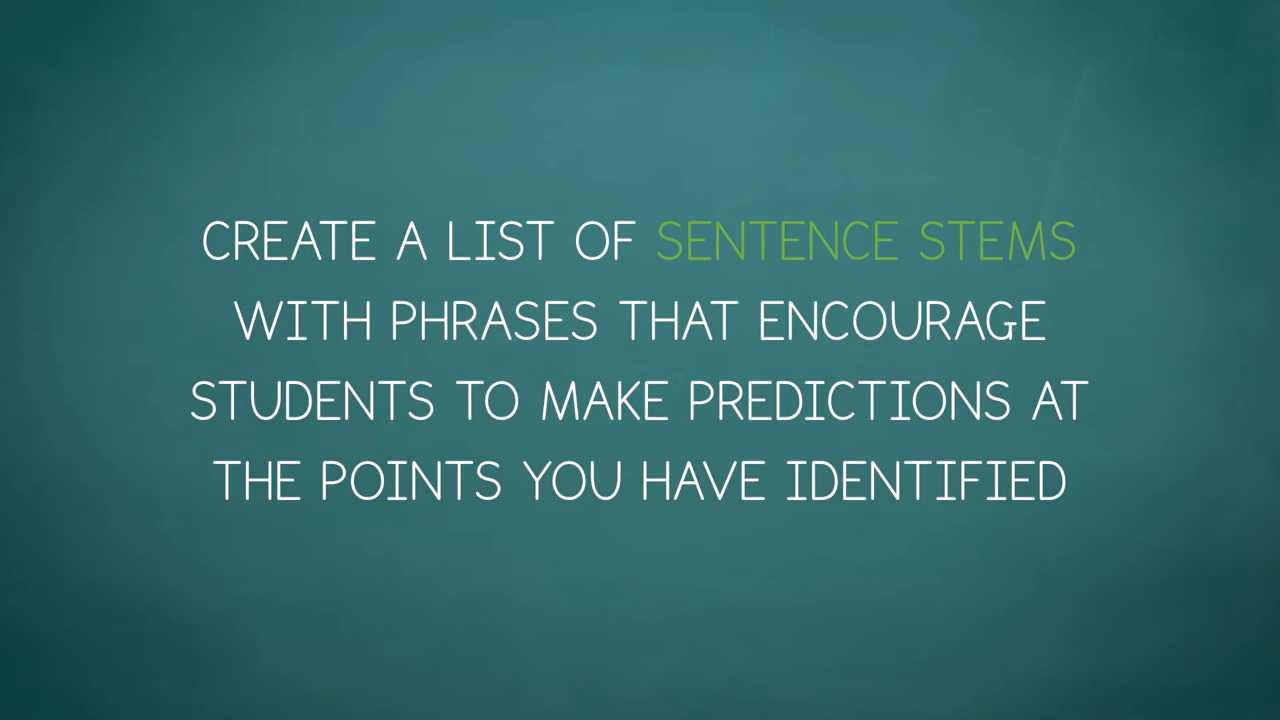 CREATE A LIST OF SENTENCE STEMS
WITH PHRASES THAT ENCOURAGE
STUDENTS TO MAKE PREDICTIONS AT
THE POINTS YOU HAVE IDENTIFIED